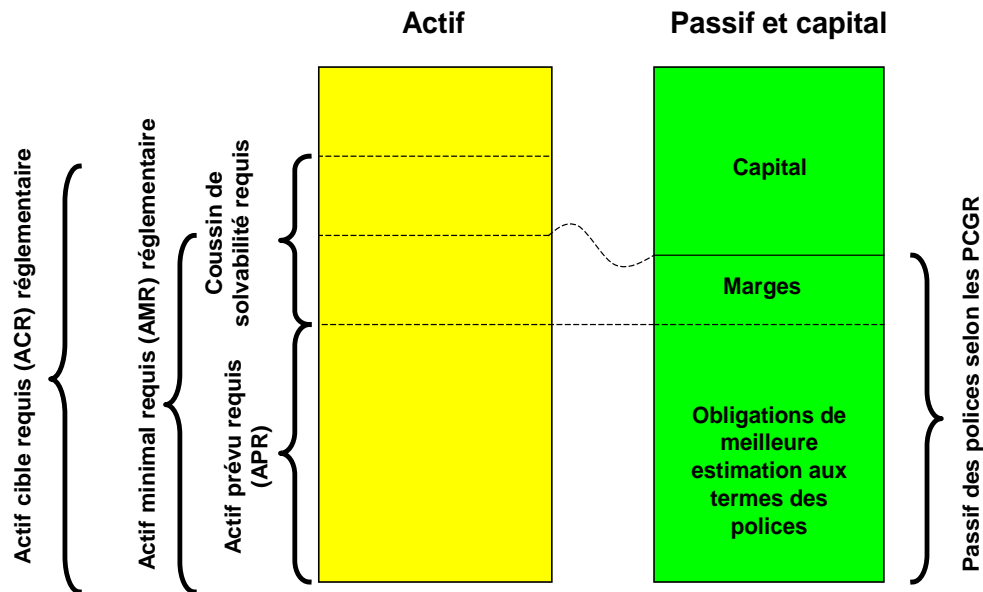 Actif
Passif et capital
Actif cible requis (ACR) réglementaire
Actif minimal requis (AMR) réglementaire
Coussin de
solvabilité requis
Actif prévu requis
(APR)
Capital
Marges
Obligations de
meilleure
estimation aux
termes des
polices
Passif des polices selon les PCGR